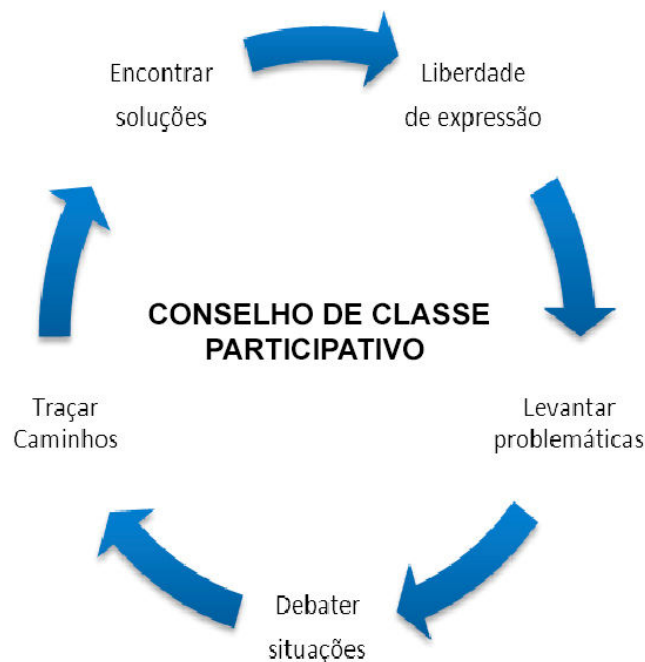 Encontrar
soluções
Liberdade
de expressão
CONSELHO DE CLASSE
PARTICIPATIVO
Traçar
Caminhos
Levantar
problemáticas
Debater
situações